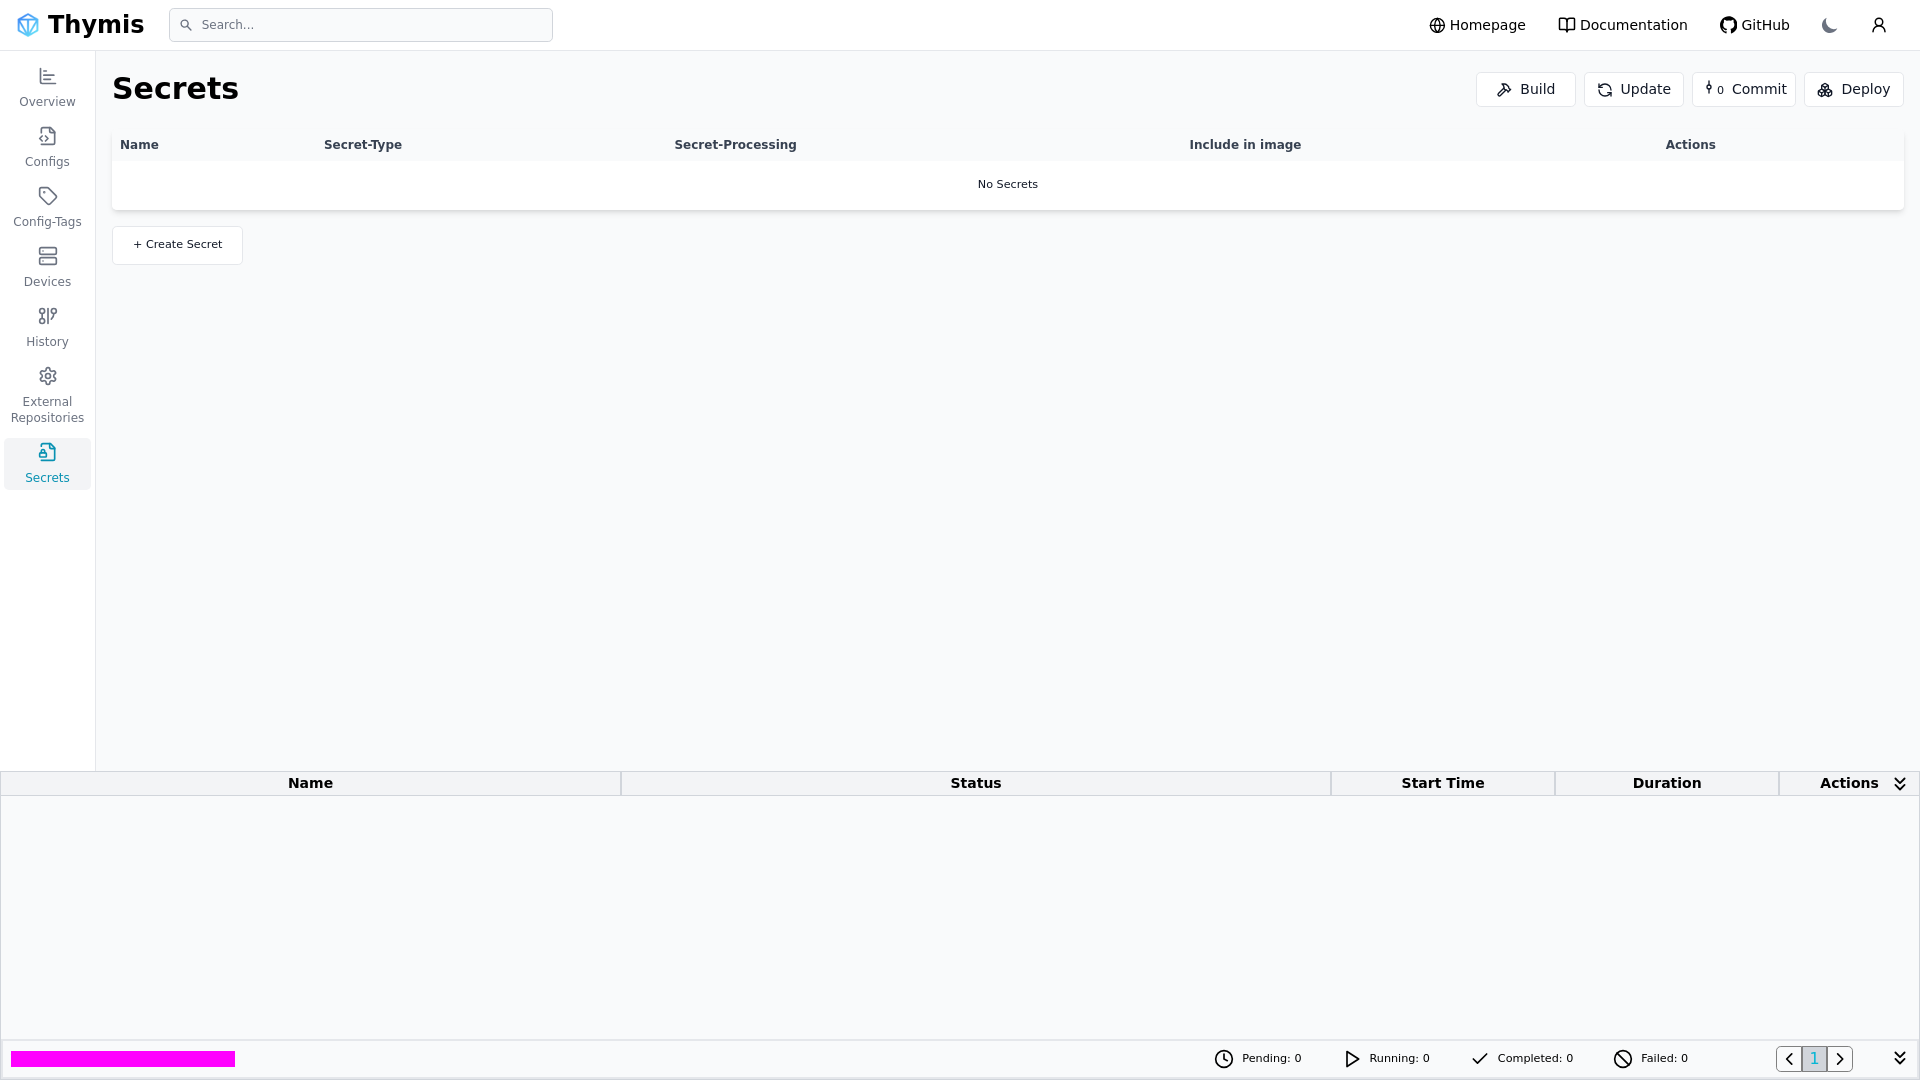 Thymis
Search...
Homepage
Documentation
GitHub
Overview
Configs
Config-Tags
Devices
History
External
Repositories
Secrets
Secrets
Build
Update
0 Commit
Deploy
Name Secret-Type Secret-Processing Include in image Actions
No Secrets
+ Create Secret
Name Status Start Time Duration Actions
Pending: 0 Running: 0 Completed: 0 Failed: 0 1